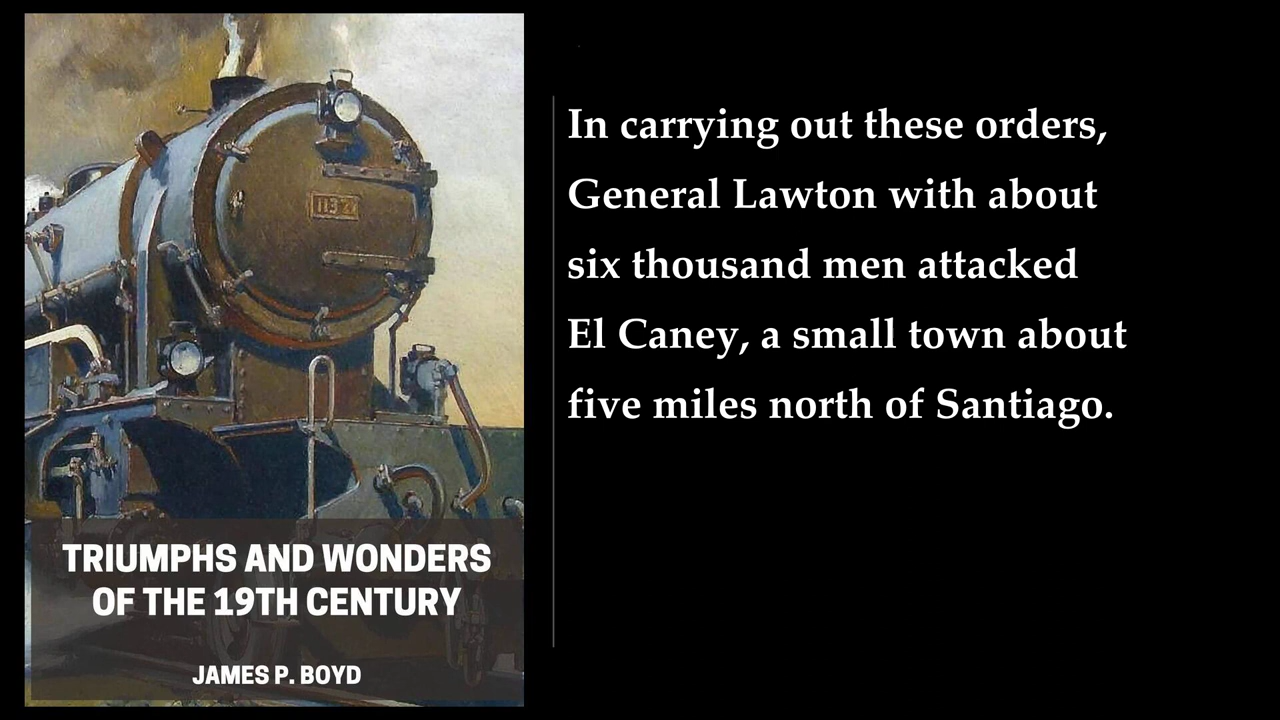 In carrying out these orders,
General Lawton with about
six thousand men attacked
El Caney, a small town about
five miles north of Santiago.
TRIUMPHS AND WONDERS
OF THE 19TH CENTURY
JAMES P. BOYD